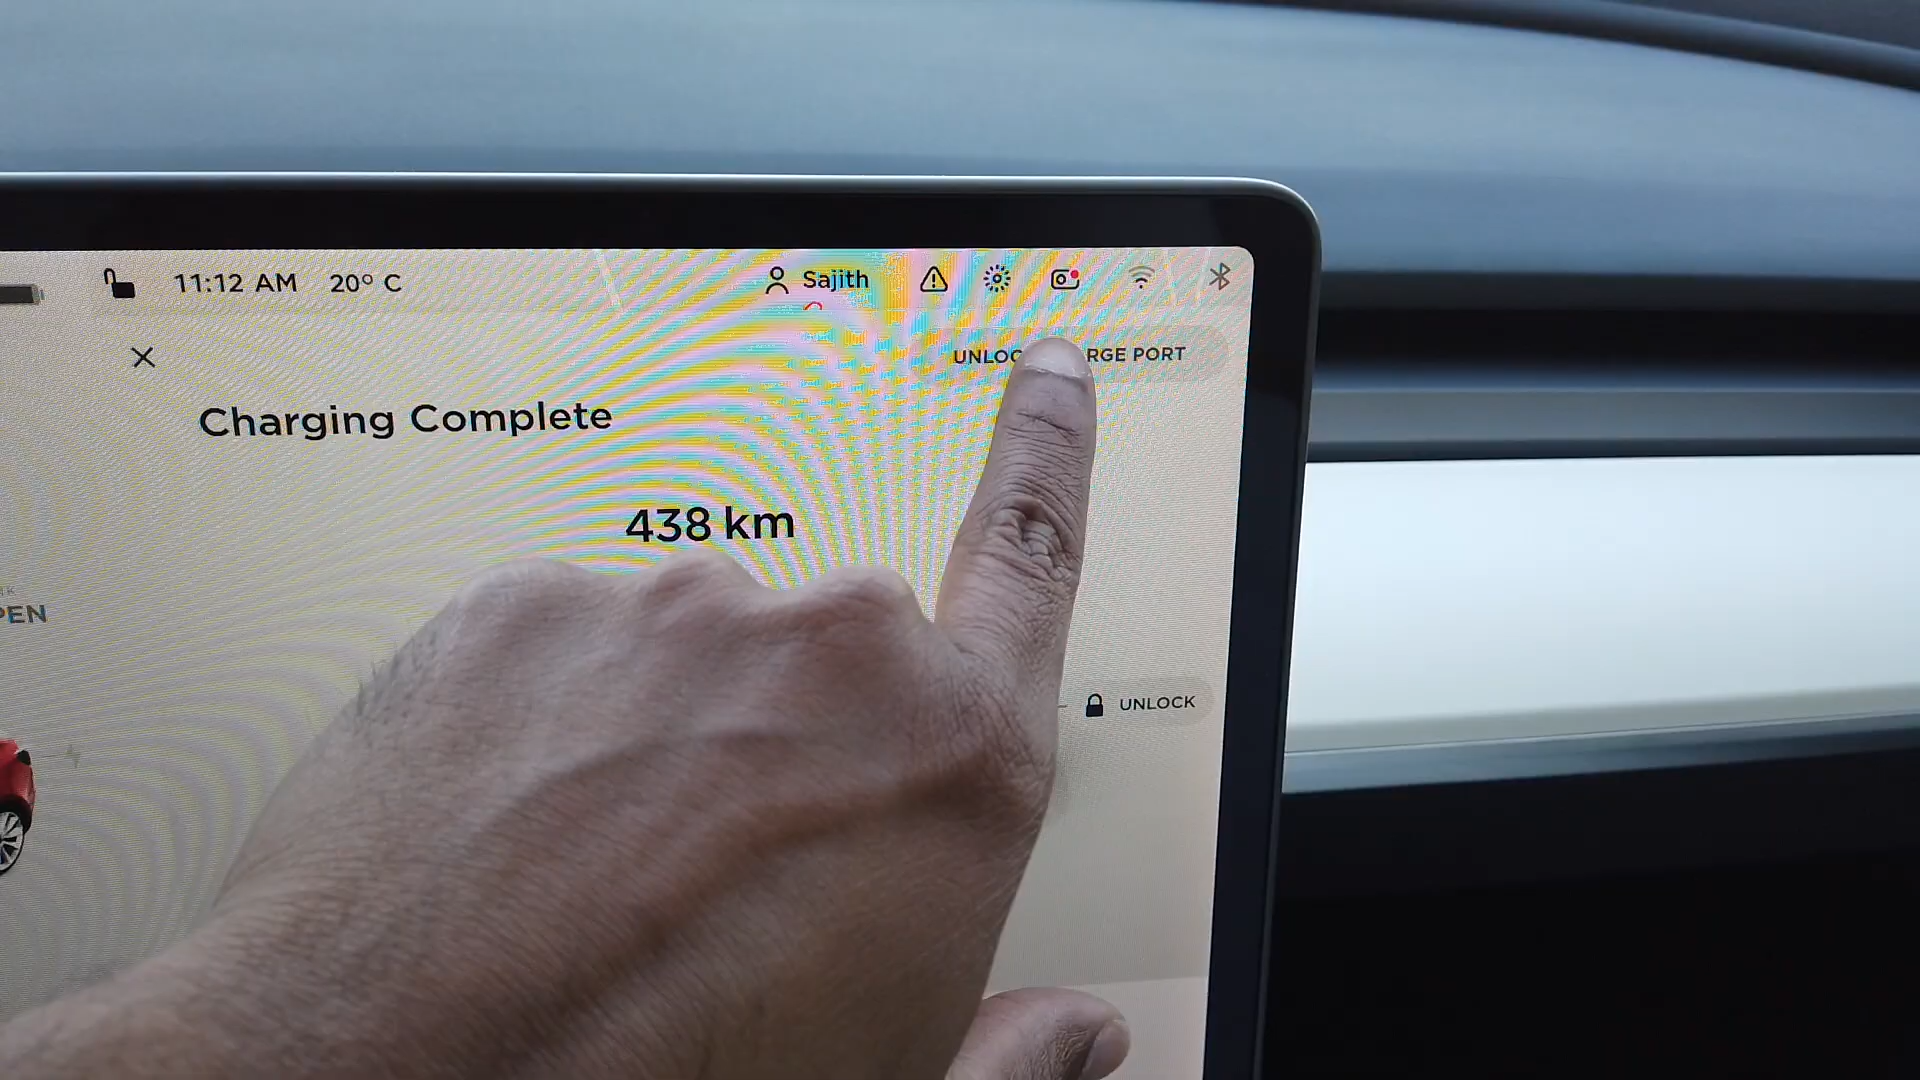 11:12 AM 20° C Sajith
UNLOC RGE PORT
Charging Complete
438 km
PEN
UNLOCK